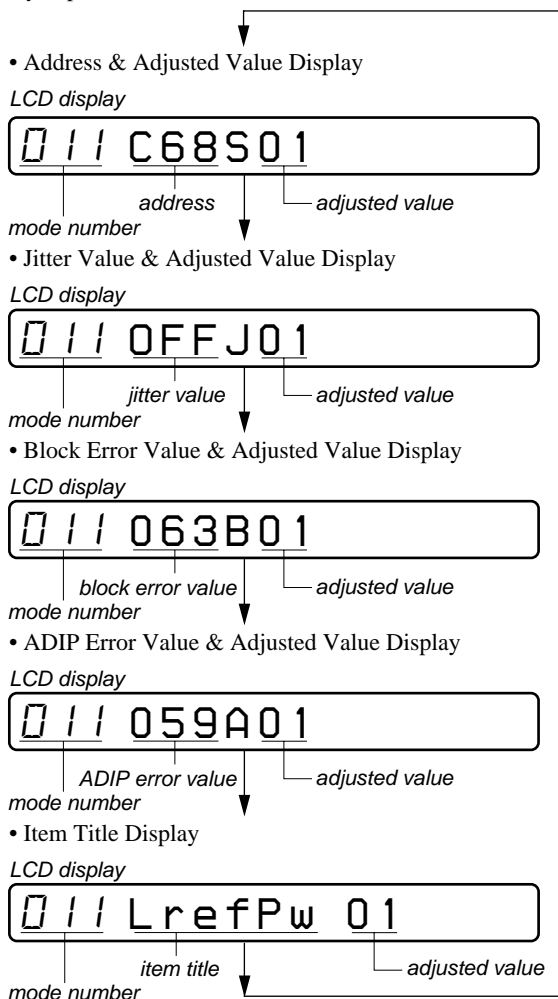 • Address & Adjusted Value Display
LCD display
011 C68S01
address adjusted value
mode number
• Jitter Value & Adjusted Value Display
LCD display
011 OFFJ01
jitter value adjusted value
mode number
• Block Error Value & Adjusted Value Display
LCD display
011 063B01
block error value adjusted value
mode number
• ADIP Error Value & Adjusted Value Display
LCD display
011 059A01
ADIP error value adjusted value
mode number
• Item Title Display
LCD display
011 LrefPw 01
item title adjusted value
mode number